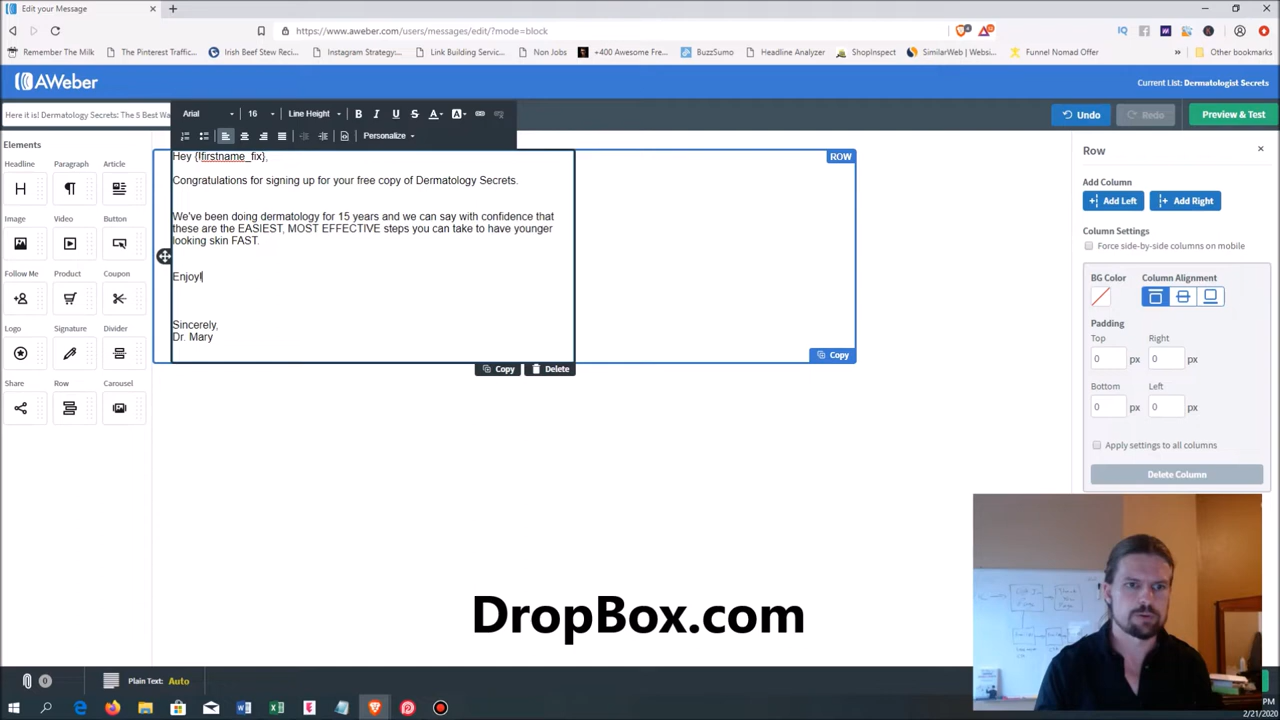 Edit your Message
https://www.aweber.com/users/messages/edit/?mode=block
Remember The Milk
The Pinterest Traffic...
Irish Beef Stew Reci...
Instagram Strategy:...
Link Building Servic...
Non Jobs
+400 Awesome Fre...
BuzzSumo
Headline Analyzer
ShopInspect
SimilarWeb | Websi...
Funnel Nomad Offer
Other bookmarks
AWeber
Current List: Dermatologist Secrets
Here it is! Dermatology Secrets: The 5 Best Wa
Arial
16
Line Height
Undo
Redo
Preview & Test
Personalize
Elements
Headline
Paragraph
Article
Image
Video
Button
Follow Me
Product
Coupon
Logo
Signature
Divider
Share
Row
Carousel
ROW
Hey {!firstname_fix},
Congratulations for signing up for your free copy of Dermatology Secrets.
We've been doing dermatology for 15 years and we can say with confidence that
these are the EASIEST, MOST EFFECTIVE steps you can take to have younger
looking skin FAST.
Enjoy!
Sincerely,
Dr. Mary
Copy
Copy
Delete
Row
Add Column
Add Left
Add Right
Column Settings
Force side-by-side columns on mobile
BG Color
Column Alignment
Padding
Top
Right
0 px
0 px
Bottom
Left
0 px
0 px
Apply settings to all columns
Delete Column
DropBox.com
0
Plain Text: Auto
PM
2/21/2020